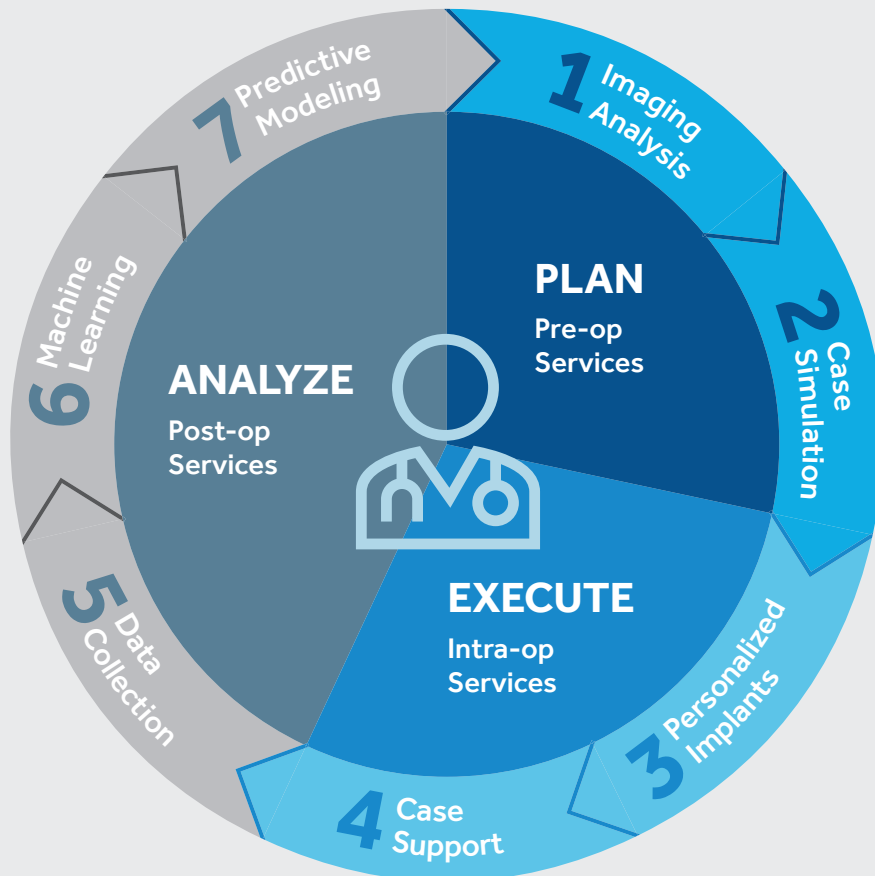 1
Imaging
Analysis
2
Case
Simulation
3
Personalized
Implants
4
Case
Support
5
Data
Collection
6
Machine
Learning
7
Predictive
Modeling
PLAN
Pre-op
Services
EXECUTE
Intra-op
Services
ANALYZE
Post-op
Services